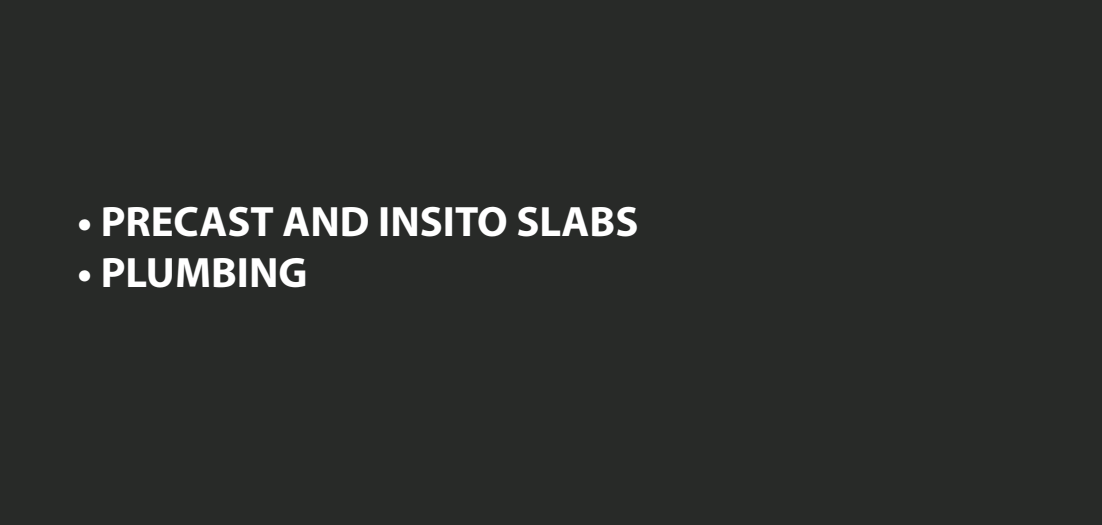 • PRECAST AND INSITO SLABS
• PLUMBING